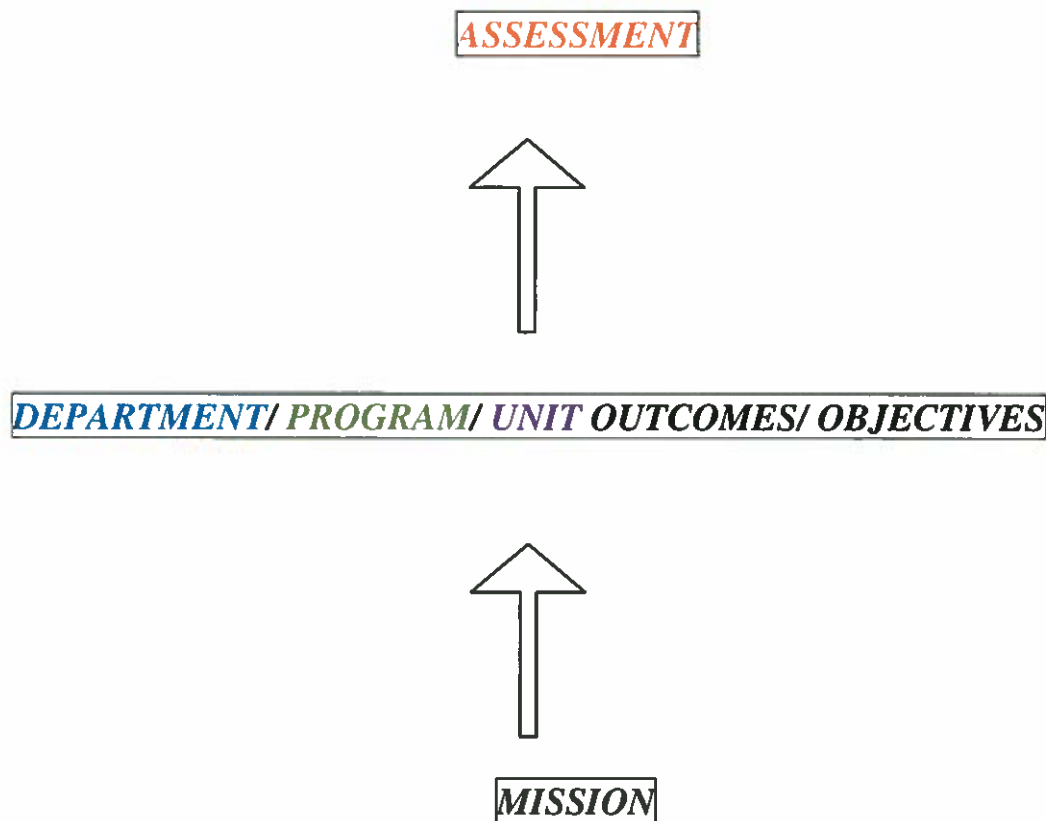 ASSESSMENT
DEPARTMENT/ PROGRAM/ UNIT OUTCOMES/ OBJECTIVES
MISSION